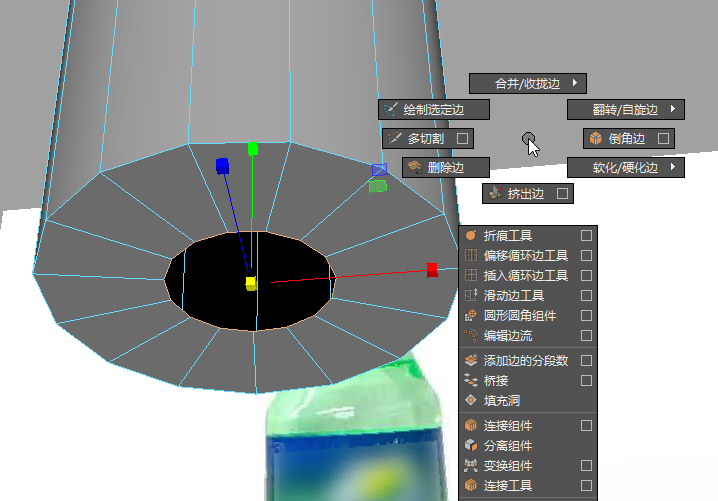 合并/收拢边
绘制选定边
翻转/自旋边
多切割
倒角边
删除边
软化/硬化边
挤出边
折痕工具
偏移循环边工具
插入循环边工具
滑动边工具
圆形圆角组件
编辑边流
添加边的分段数
桥接
填充洞
连接组件
分离组件
变换组件
连接工具